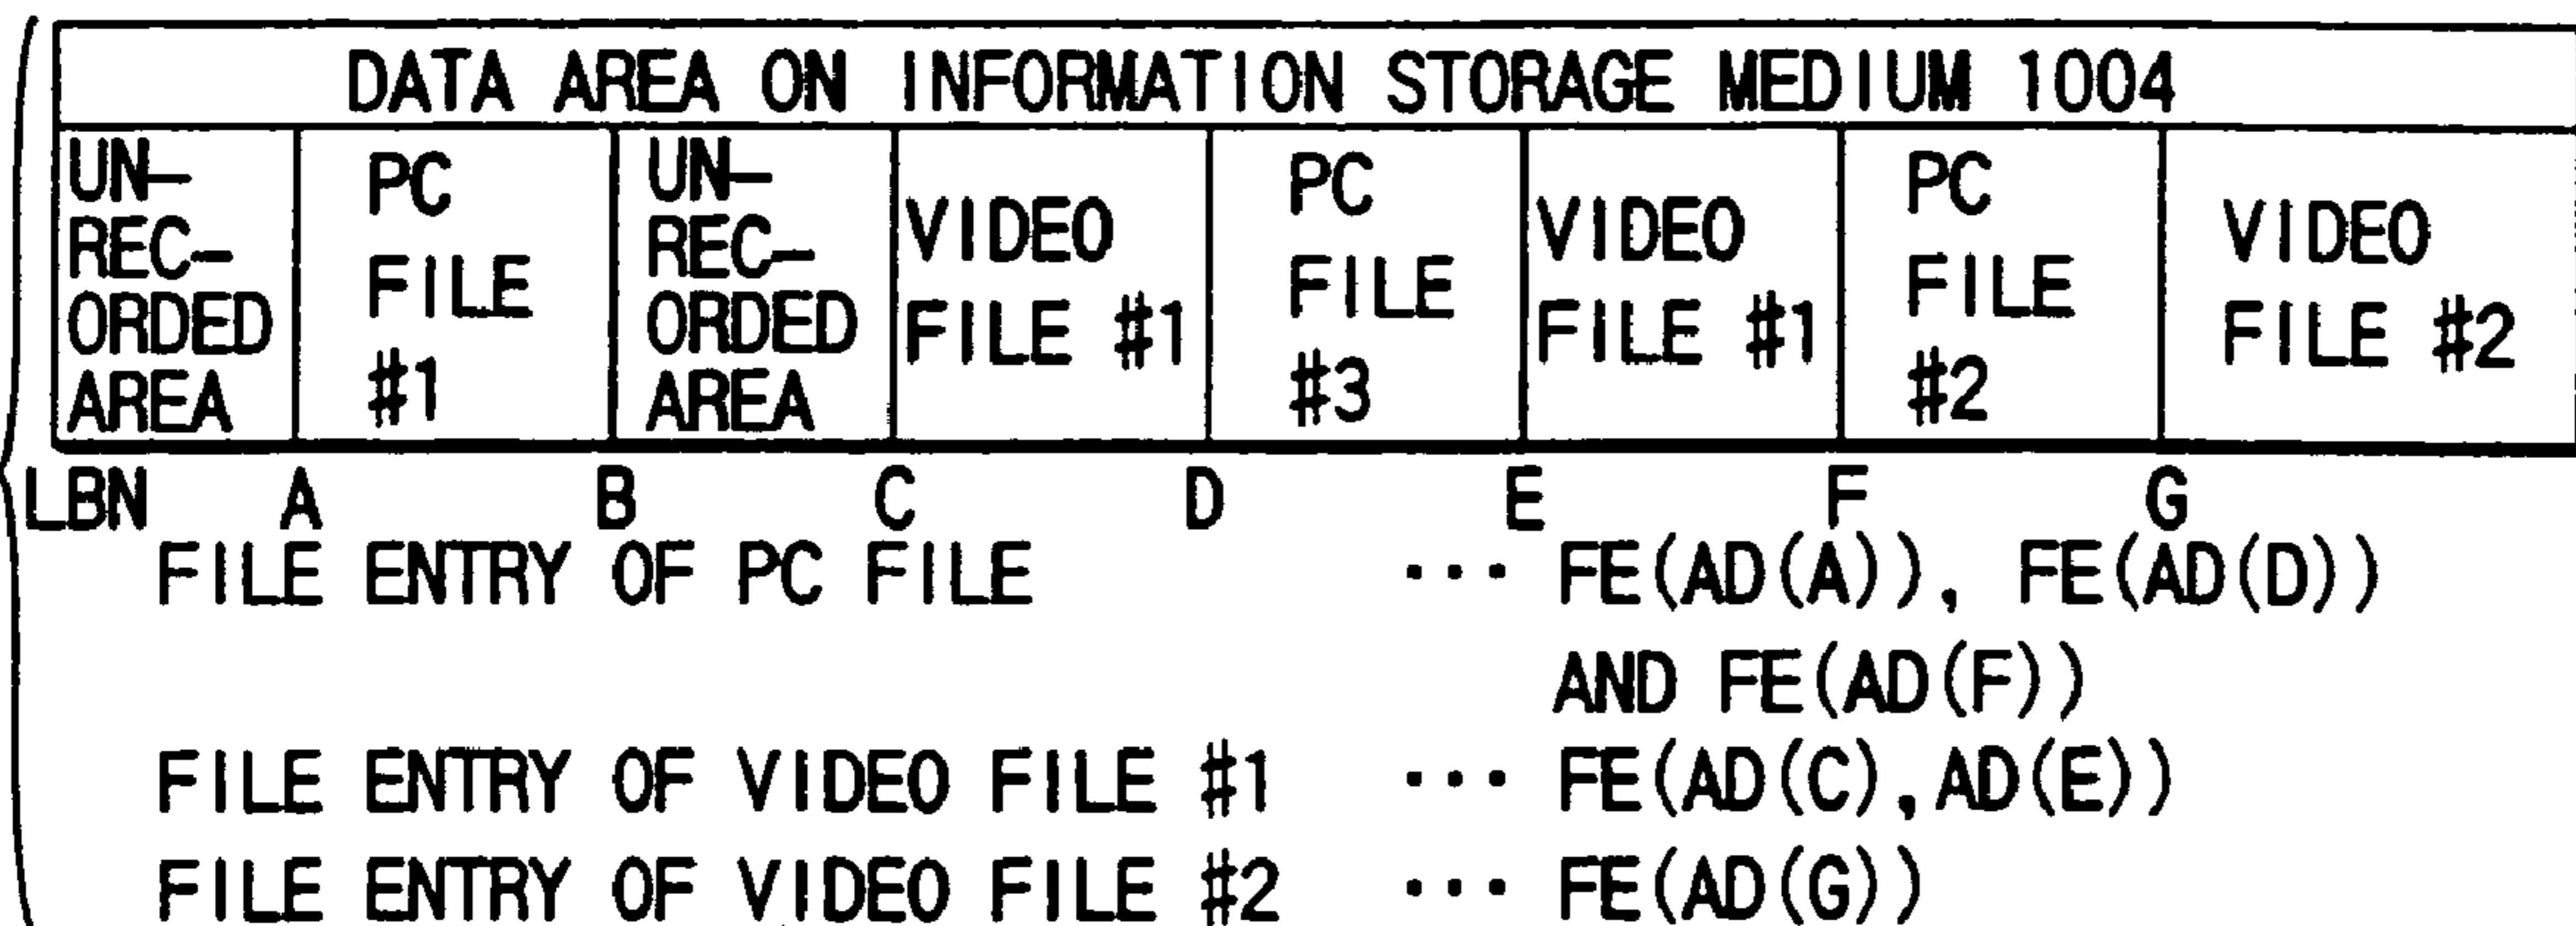 DATA AREA ON INFORMATION STORAGE MEDIUM 1004
UN-
REC-
ORDED
AREA
PC
FILE
#1
UN-
REC-
ORDED
AREA
VIDEO
FILE #1
PC
FILE
#3
VIDEO
FILE #1
PC
FILE
#2
VIDEO
FILE #2
LBN A B C D E F G
FILE ENTRY OF PC FILE ··· FE(AD(A)), FE(AD(D))
AND FE(AD(F))
FILE ENTRY OF VIDEO FILE #1 ··· FE(AD(C),AD(E))
FILE ENTRY OF VIDEO FILE #2 ··· FE(AD(G))